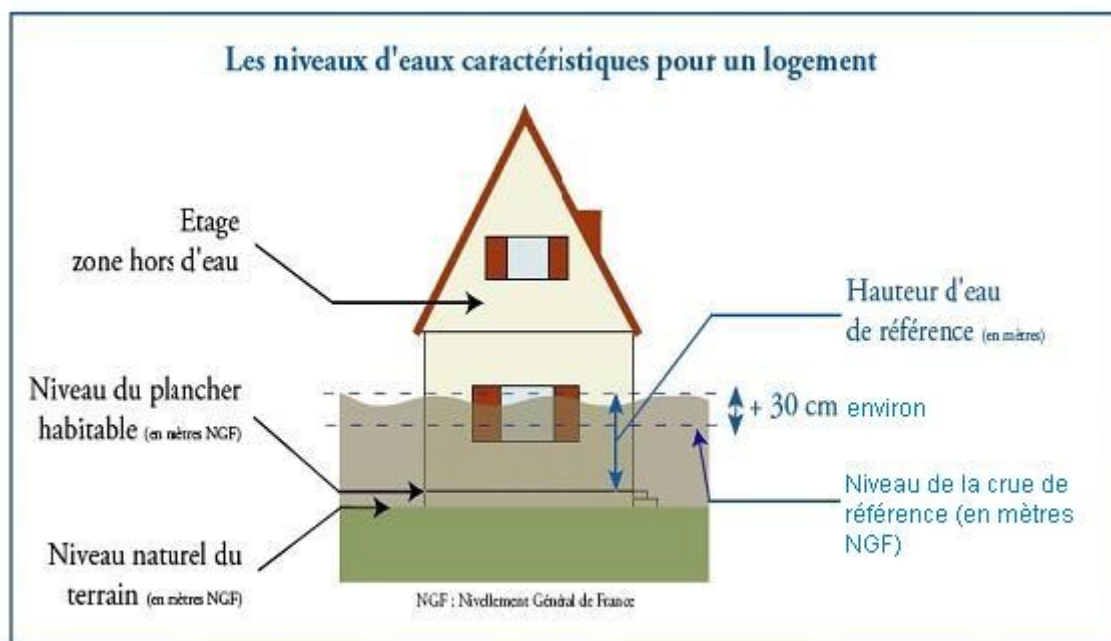 Les niveaux d'eaux caractéristiques pour un logement
Etage
zone hors d'eau
Hauteur d'eau
de référence (en mètres)
Niveau du plancher
habitable (en mètres NGF)
+ 30 cm environ
Niveau de la crue de
référence (en mètres
NGF)
Niveau naturel du
terrain (en mètres NGF)
NGF : Nivellement Général de France